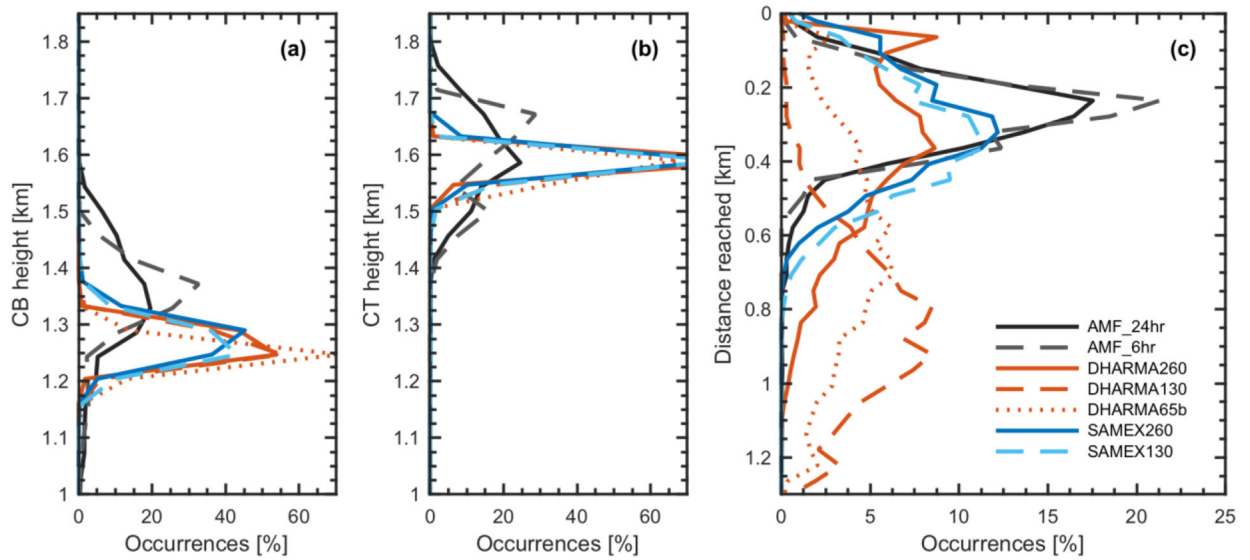 (a)
1.8
1.7
1.6
1.5
1.4
1.3
1.2
1.1
1
CB height [km]
0 20 40 60
Occurrences [%]
(b)
1.8
1.7
1.6
1.5
1.4
1.3
1.2
1.1
1
CT height [km]
0 20 40 60
Occurrences [%]
(c)
0
0.2
0.4
0.6
0.8
1
1.2
Distance reached [km]
AMF_24hr
AMF_6hr
DHARMA260
DHARMA130
DHARMA65b
SAMEX260
SAMEX130
0 5 10 15 20 25
Occurrences [%]